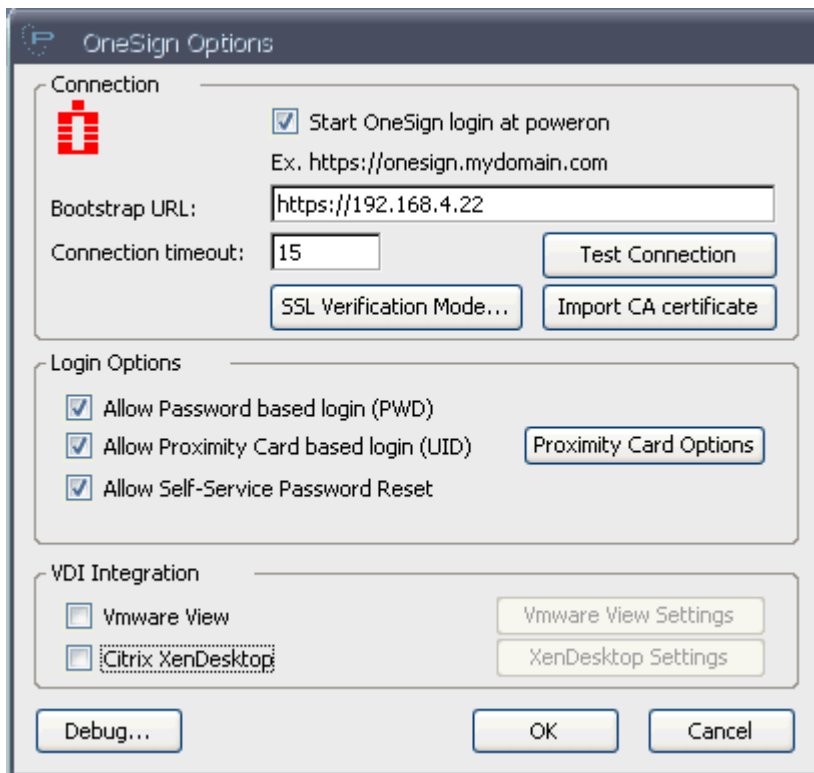 OneSign Options
Connection
Start OneSign login at poweron
Ex. https://onesign.mydomain.com
Bootstrap URL: https://192.168.4.22
Connection timeout: 15 Test Connection
SSL Verification Mode... Import CA certificate
Login Options
Allow Password based login (PWD)
Allow Proximity Card based login (UID) Proximity Card Options
Allow Self-Service Password Reset
VDI Integration
Vmware View Vmware View Settings
Citrix XenDesktop XenDesktop Settings
Debug... OK Cancel